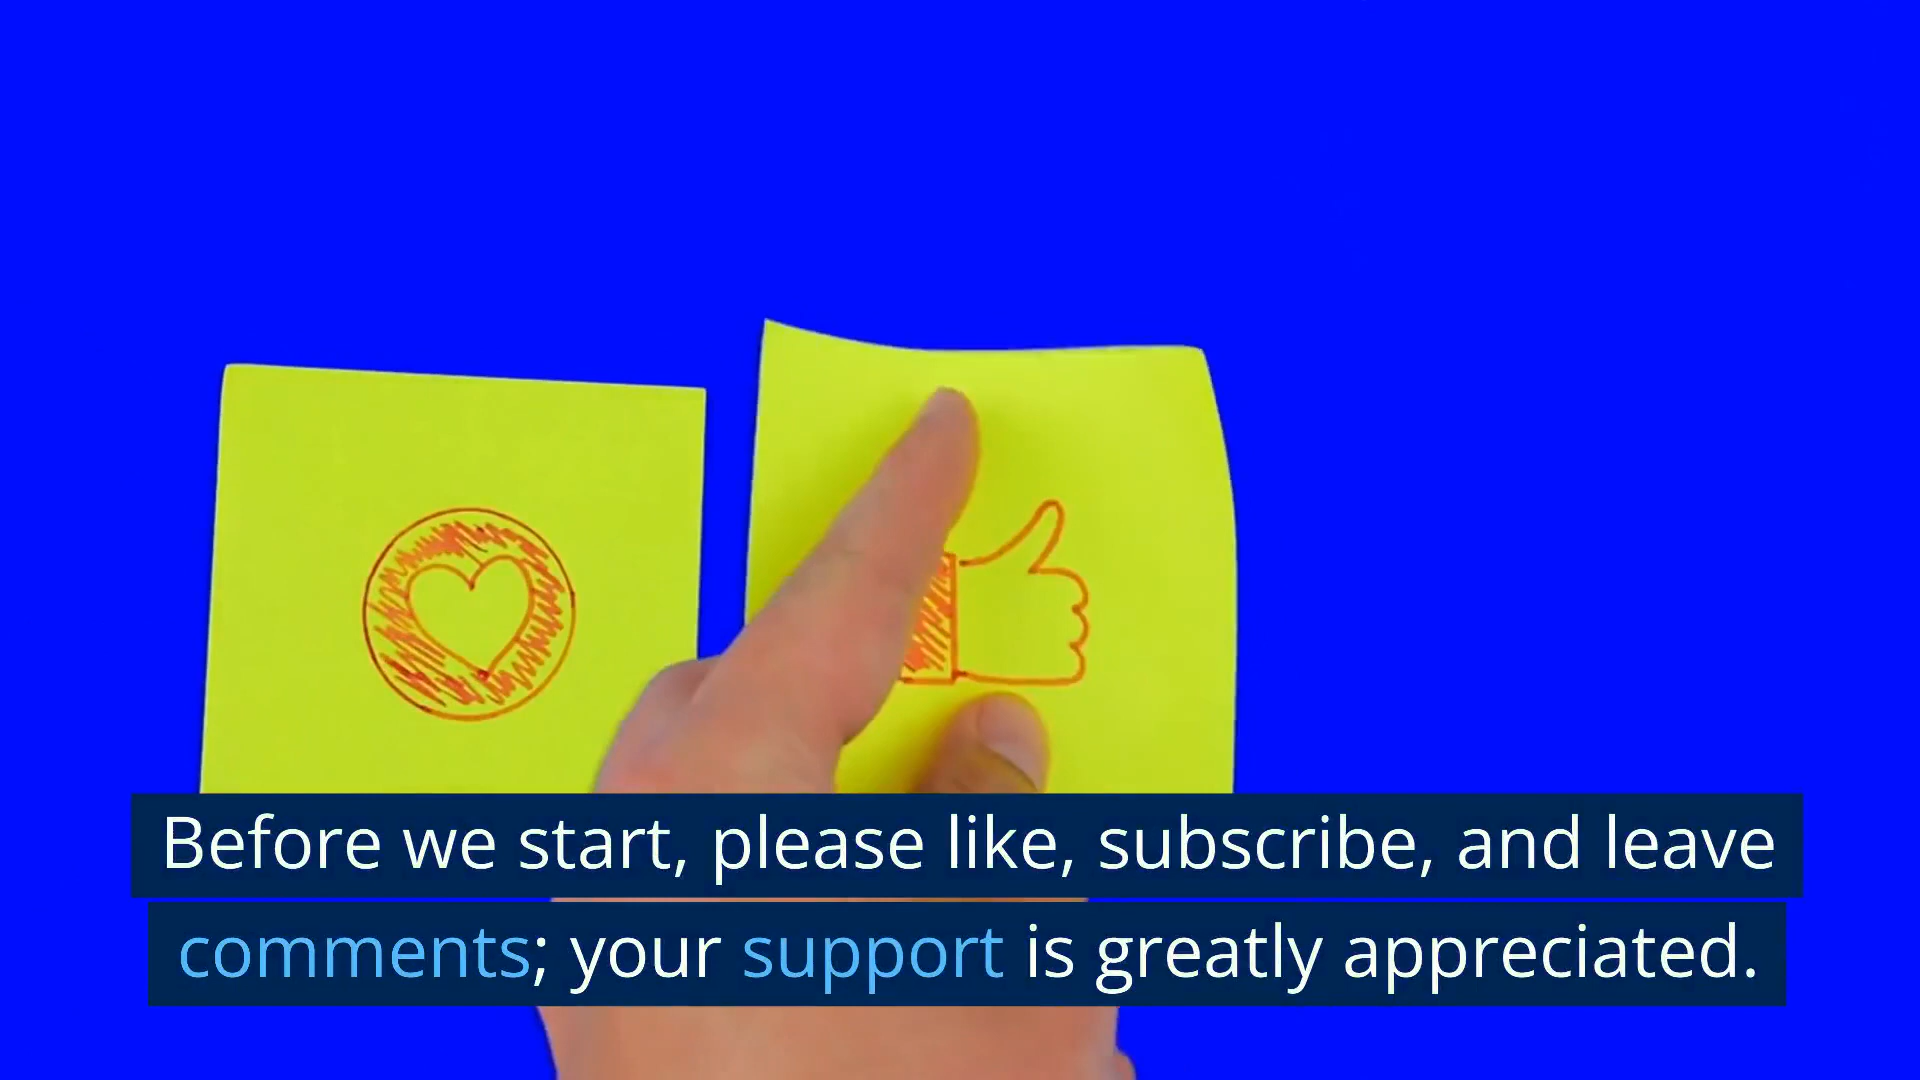 Before we start, please like, subscribe, and leave
comments; your support is greatly appreciated.